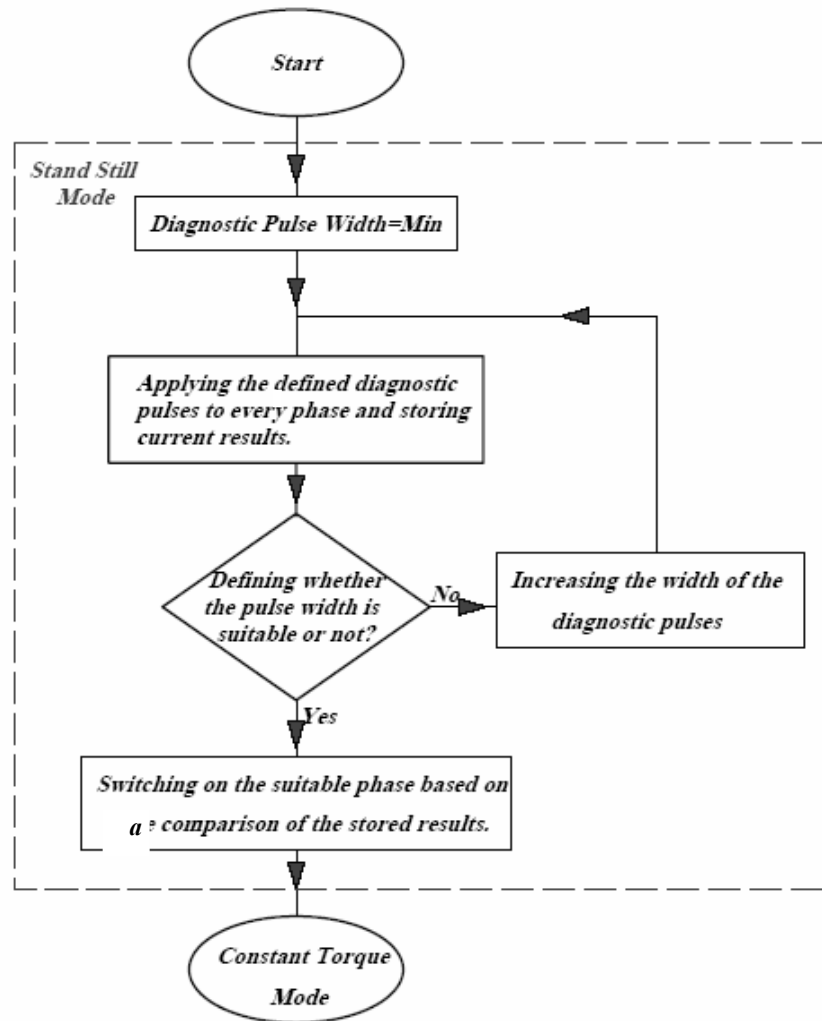 Start
Stand Still
Mode
Diagnostic Pulse Width=Min
Applying the defined diagnostic
pulses to every phase and storing
current results.
Defining whether
the pulse width is
suitable or not?
No
Increasing the width of the
diagnostic pulses
Yes
Switching on the suitable phase based on
a comparison of the stored results.
Constant Torque
Mode